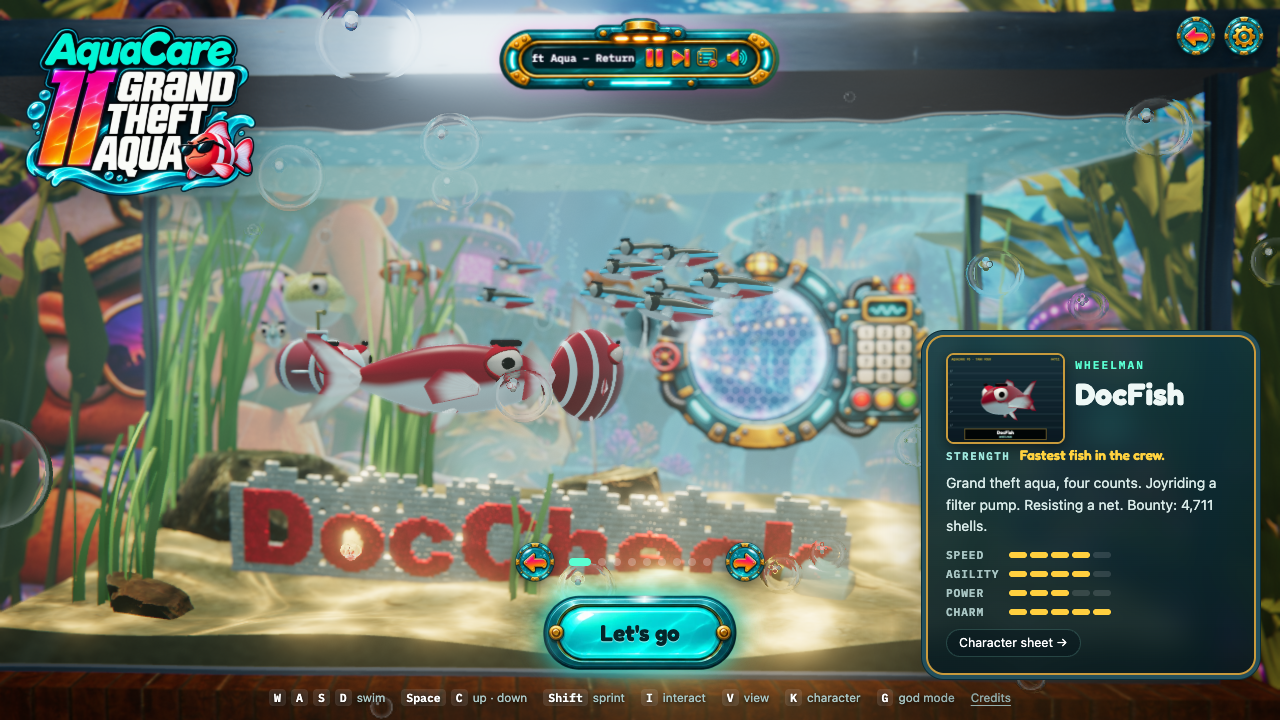 AquaCare
11 GRAND
THEFT
AQUA
ft Aqua – Return
WHEELMAN
DocFish
STRENGTH Fastest fish in the crew.
Grand theft aqua, four counts. Joyriding a
filter pump. Resisting a net. Bounty: 4,711
shells.
SPEED
AGILITY
POWER
CHARM
Character sheet →
DocCheck
Let's go
W A S D swim Space C up · down Shift sprint I interact V view K character G god mode Credits